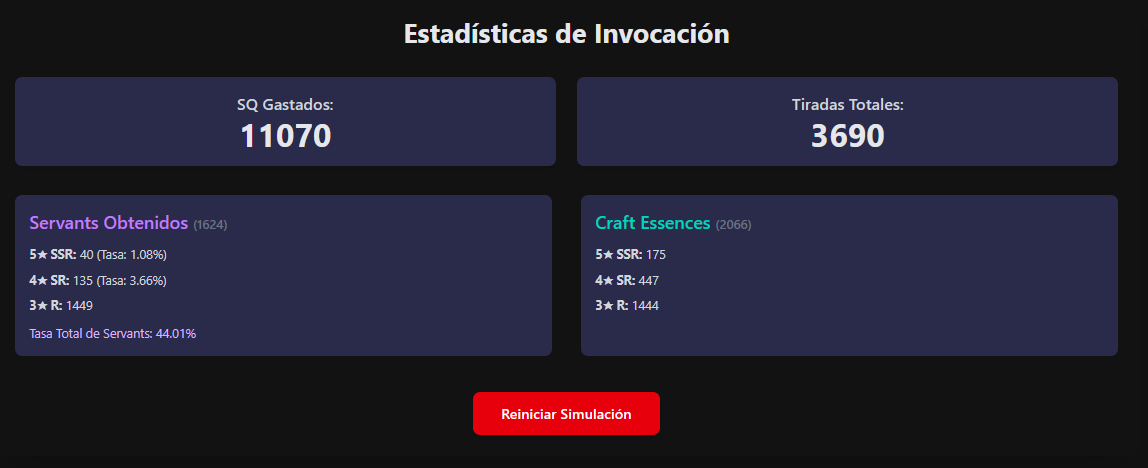 Estadísticas de Invocación
SQ Gastados:
11070
Tiradas Totales:
3690
Servants Obtenidos (1624)
5★ SSR: 40 (Tasa: 1.08%)
4★ SR: 135 (Tasa: 3.66%)
3★ R: 1449
Tasa Total de Servants: 44.01%
Craft Essences (2066)
5★ SSR: 175
4★ SR: 447
3★ R: 1444
Reiniciar Simulación